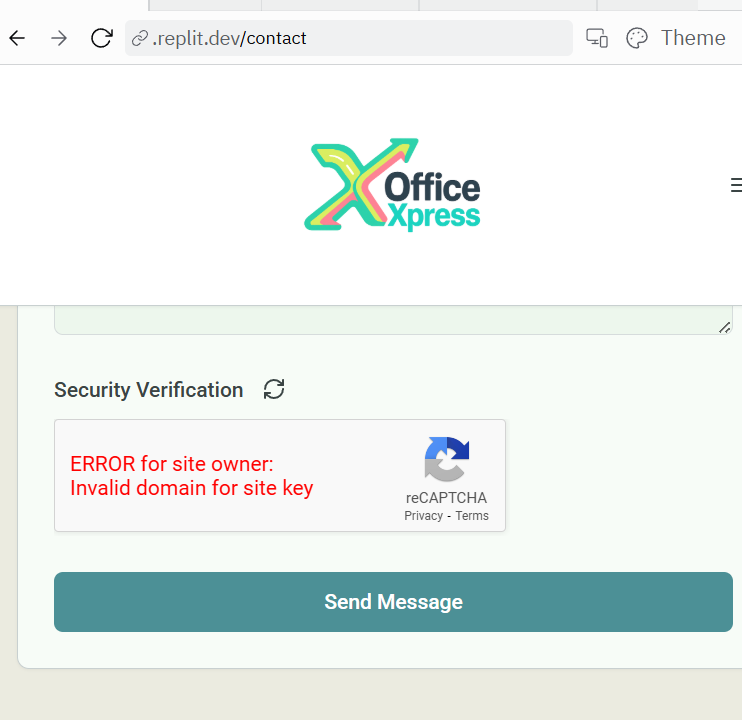 .replit.dev/contact
Theme
Office
Xpress
Security Verification
ERROR for site owner:
Invalid domain for site key
reCAPTCHA
Privacy - Terms
Send Message